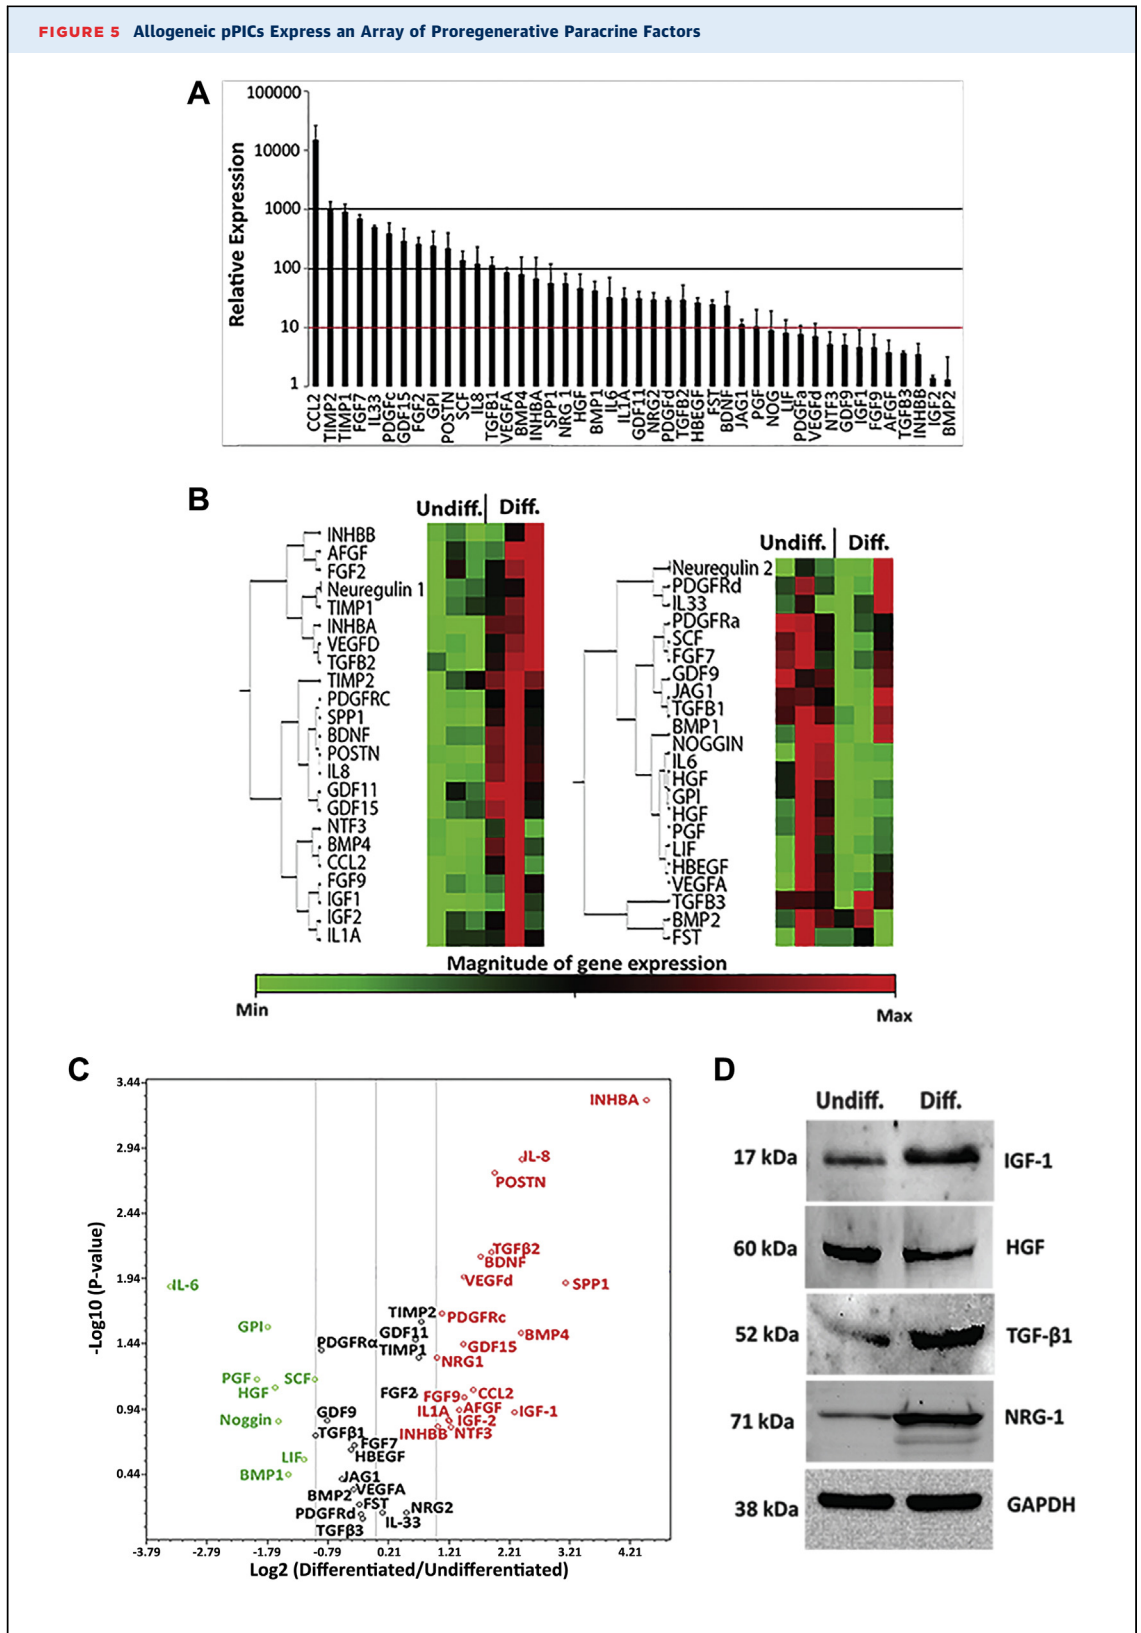 FIGURE 5 Allogeneic pPICs Express an Array of Proregenerative Paracrine Factors
A
Relative Expression
100000
10000
1000
100
10
1
CCL2
TIMP2
TIMP1
FGF7
IL33
PDGFc
GDF15
FGF2
GPI
POSTN
SCF
IL8
TGFB1
VEGFA
BMP4
INHBA
SPP1
NRG 1
HGF
BMP1
IL6
IL1A
GDF11
NRG2
PDGFd
TGFB2
HBEGF
FST
BDNF
JAG1
PGF
NOG
LIF
PDGFa
VEGFd
NTF3
GDF9
IGF1
FGF9
AFGF
TGFB3
INHBB
IGF2
BMP2
B
Undiff. Diff.
INHBB
AFGF
FGF2
Neuregulin 1
TIMP1
INHBA
VEGFD
TGFB2
TIMP2
PDGFRC
SPP1
BDNF
POSTN
IL8
GDF11
GDF15
NTF3
BMP4
CCL2
FGF9
IGF1
IGF2
IL1A
Undiff. Diff.
Neuregulin 2
PDGFRd
IL33
PDGFRa
SCF
FGF7
GDF9
JAG1
TGFB1
BMP1
NOGGIN
IL6
HGF
GPI
HGF
PGF
LIF
HBEGF
VEGFA
TGFB3
BMP2
FST
Magnitude of gene expression
Min
Max
C
-Log10 (P-value)
3.44
2.94
2.44
1.94
1.44
0.94
0.44
INHBA
IL-8
POSTN
TGFβ2
BDNF
VEGFd
SPP1
IL-6
TIMP2
PDGFRc
GPI
GDF11
BMP4
PDGFRα
TIMP1
GDF15
NRG1
PGF
SCF
HGF
FGF2
FGF9
CCL2
AFGF
IL1A
IGF-1
IGF-2
Noggin
GDF9
INHBB
NTF3
TGFβ1
FGF7
HBEGF
LIF
BMP1
JAG1
VEGFA
BMP2
FST
NRG2
PDGFRd
IL-33
TGFβ3
-3.79 -2.79 -1.79 -0.79 0.21 1.21 2.21 3.21 4.21
Log2 (Differentiated/Undifferentiated)
D
Undiff. Diff.
17 kDa IGF-1
60 kDa HGF
52 kDa TGF-β1
71 kDa NRG-1
38 kDa GAPDH